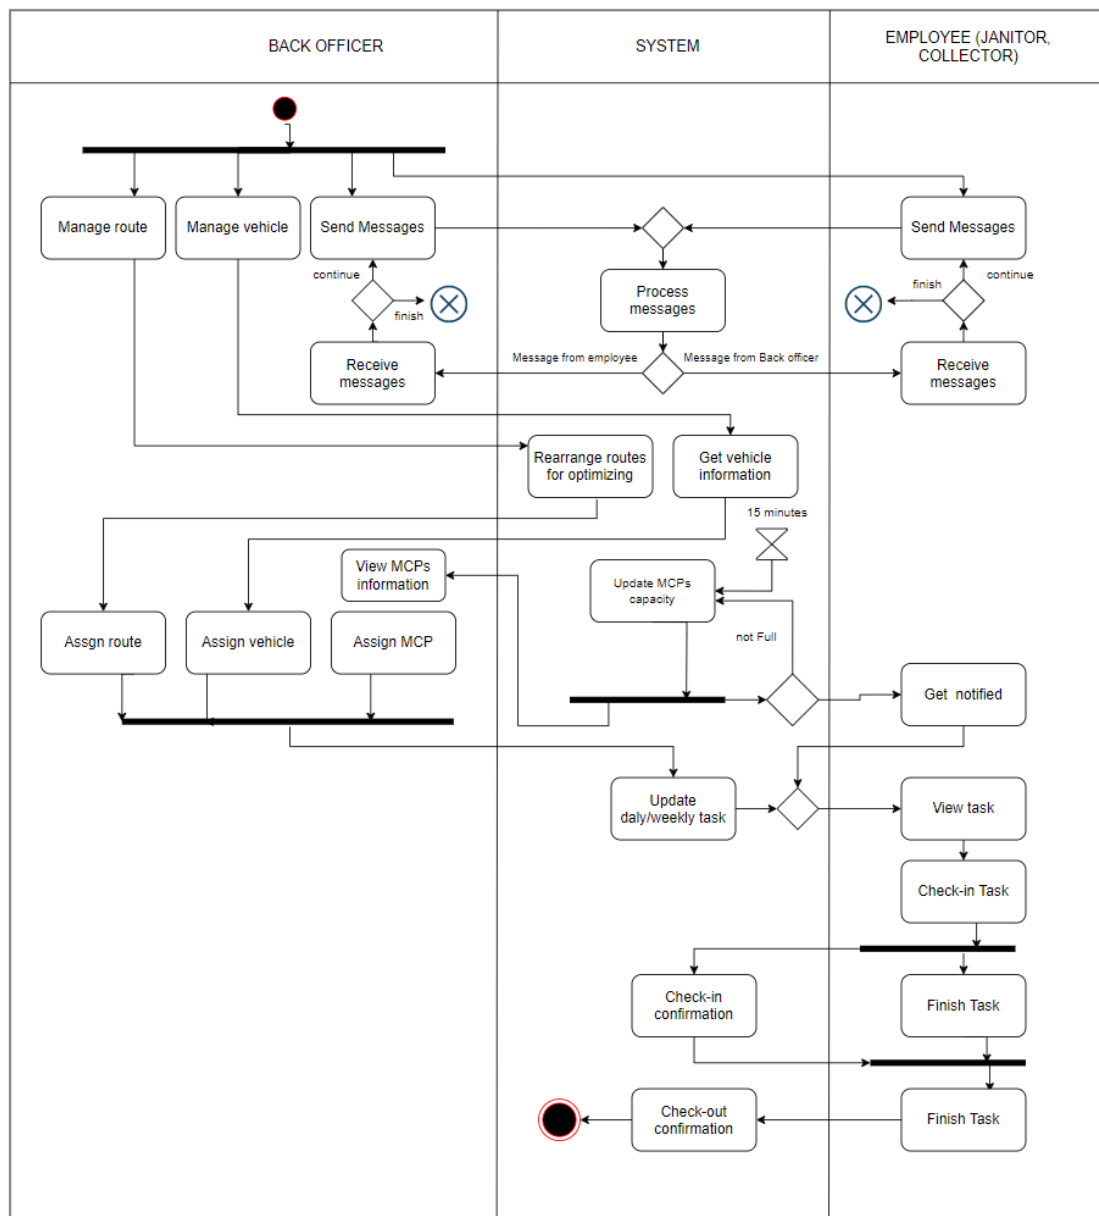 BACK OFFICER
SYSTEM
EMPLOYEE (JANITOR,
COLLECTOR)
Manage route
Manage vehicle
Send Messages
Send Messages
continue
finish
Process
messages
finish
continue
Receive
messages
Message from employee
Message from Back officer
Receive
messages
Rearrange routes
for optimizing
Get vehicle
information
15 minutes
View MCPs
information
Update MCPs
capacity
Assgn route
Assign vehicle
Assign MCP
not Full
Get notified
Update
daly/weekly task
View task
Check-in Task
Check-in
confirmation
Finish Task
Check-out
confirmation
Finish Task